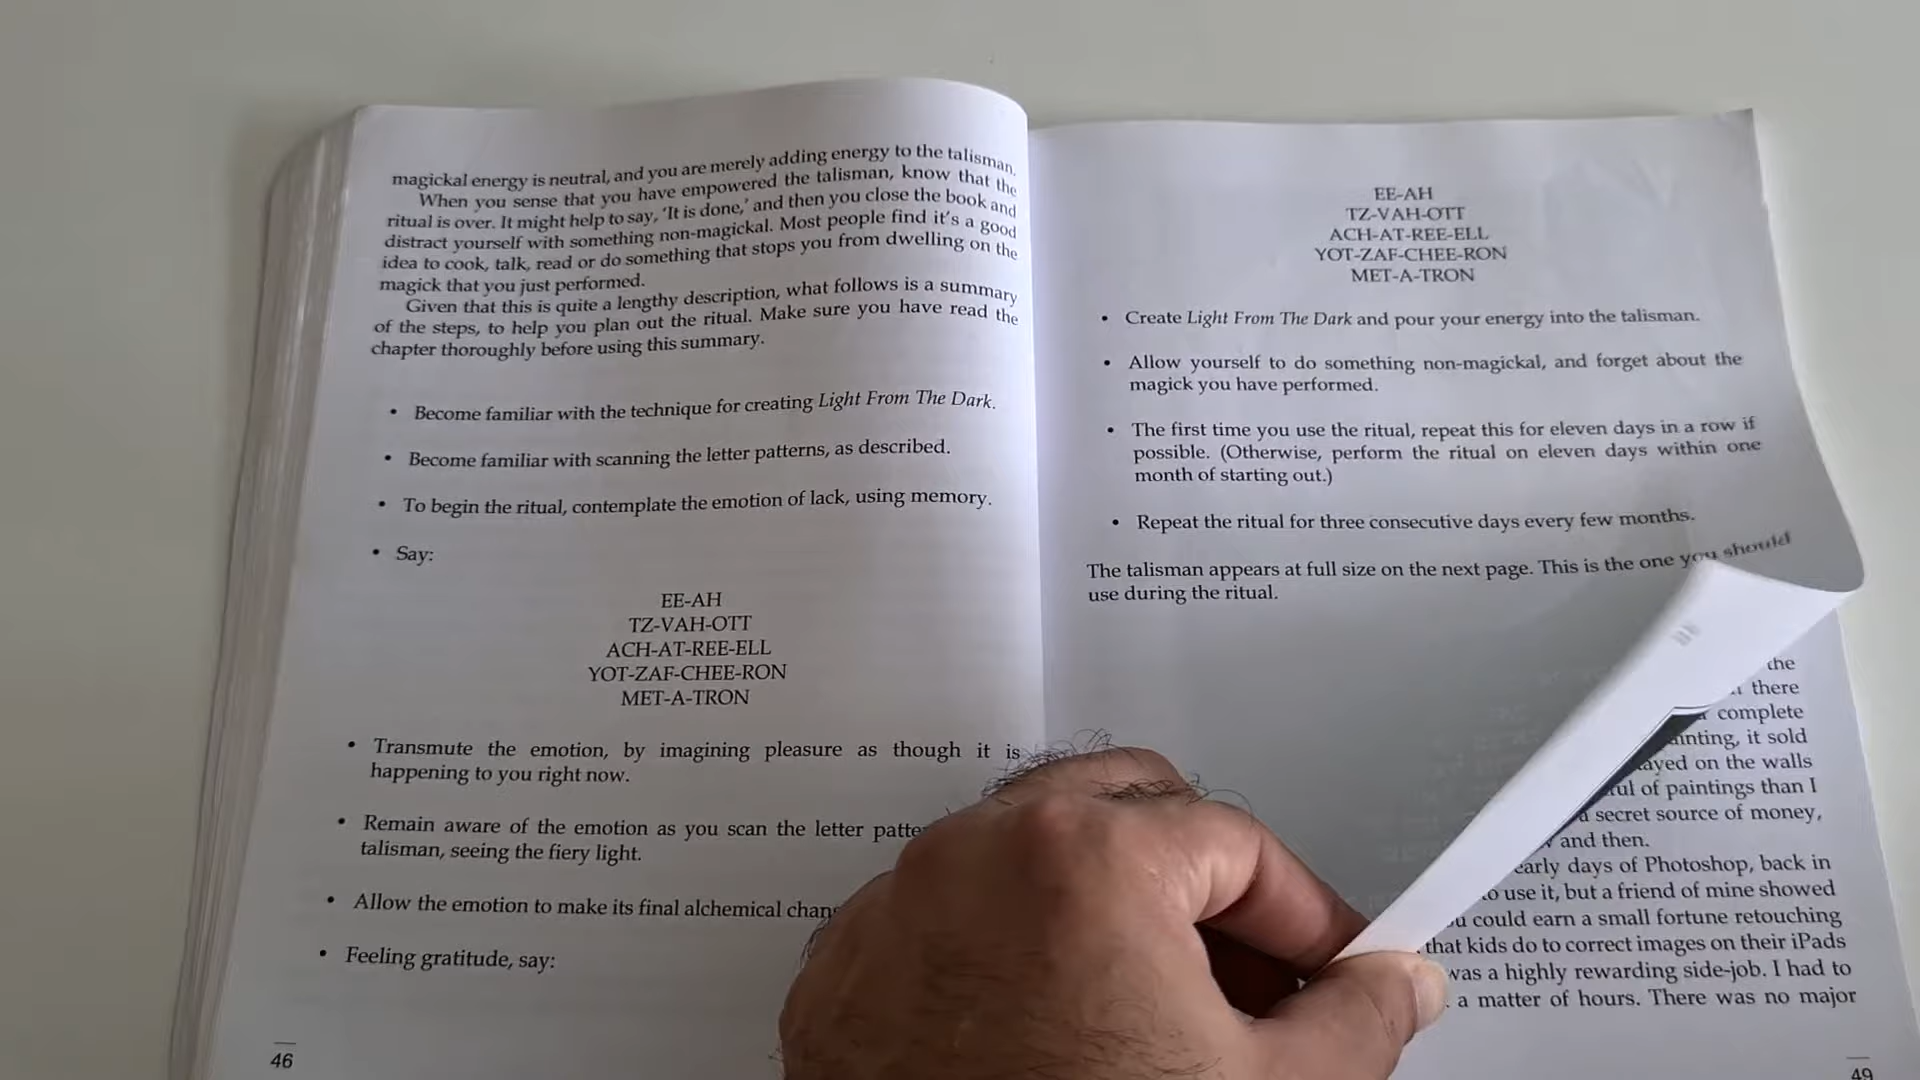 magickal energy is neutral, and you are merely adding energy to the talisman.
When you sense that you have empowered the talisman, know that the
ritual is over. It might help to say, ‘It is done,’ and then you close the book and
distract yourself with something non-magickal. Most people find it’s a good
idea to cook, talk, read or do something that stops you from dwelling on the
magick that you just performed.
Given that this is quite a lengthy description, what follows is a summary
of the steps, to help you plan out the ritual. Make sure you have read the
chapter thoroughly before using this summary.
• Become familiar with the technique for creating Light From The Dark.
• Become familiar with scanning the letter patterns, as described.
• To begin the ritual, contemplate the emotion of lack, using memory.
• Say:
EE-AH
TZ-VAH-OTT
ACH-AT-REE-ELL
YOT-ZAF-CHEE-RON
MET-A-TRON
• Transmute the emotion, by imagining pleasure as though it is
happening to you right now.
• Remain aware of the emotion as you scan the letter
talisman, seeing the fiery light.
• Allow the emotion to make its final alchemical
• Feeling gratitude, say:
46
EE-AH
TZ-VAH-OTT
ACH-AT-REE-ELL
YOT-ZAF-CHEE-RON
MET-A-TRON
• Create Light From The Dark and pour your energy into the talisman.
• Allow yourself to do something non-magickal, and forget about the
magick you have performed.
• The first time you use the ritual, repeat this for eleven days in a row if
possible. (Otherwise, perform the ritual on eleven days within one
month of starting out.)
• Repeat the ritual for three consecutive days every few months.
The talisman appears at full size on the next page. This is the one you should
use during the ritual.
the
there
complete
it sold
on the walls
of paintings than I
secret source of money,
and then.
early days of Photoshop, back in
to use it, but a friend of mine showed
could earn a small fortune retouching
that kids do to correct images on their iPads
was a highly rewarding side-job. I had to
a matter of hours. There was no major
49